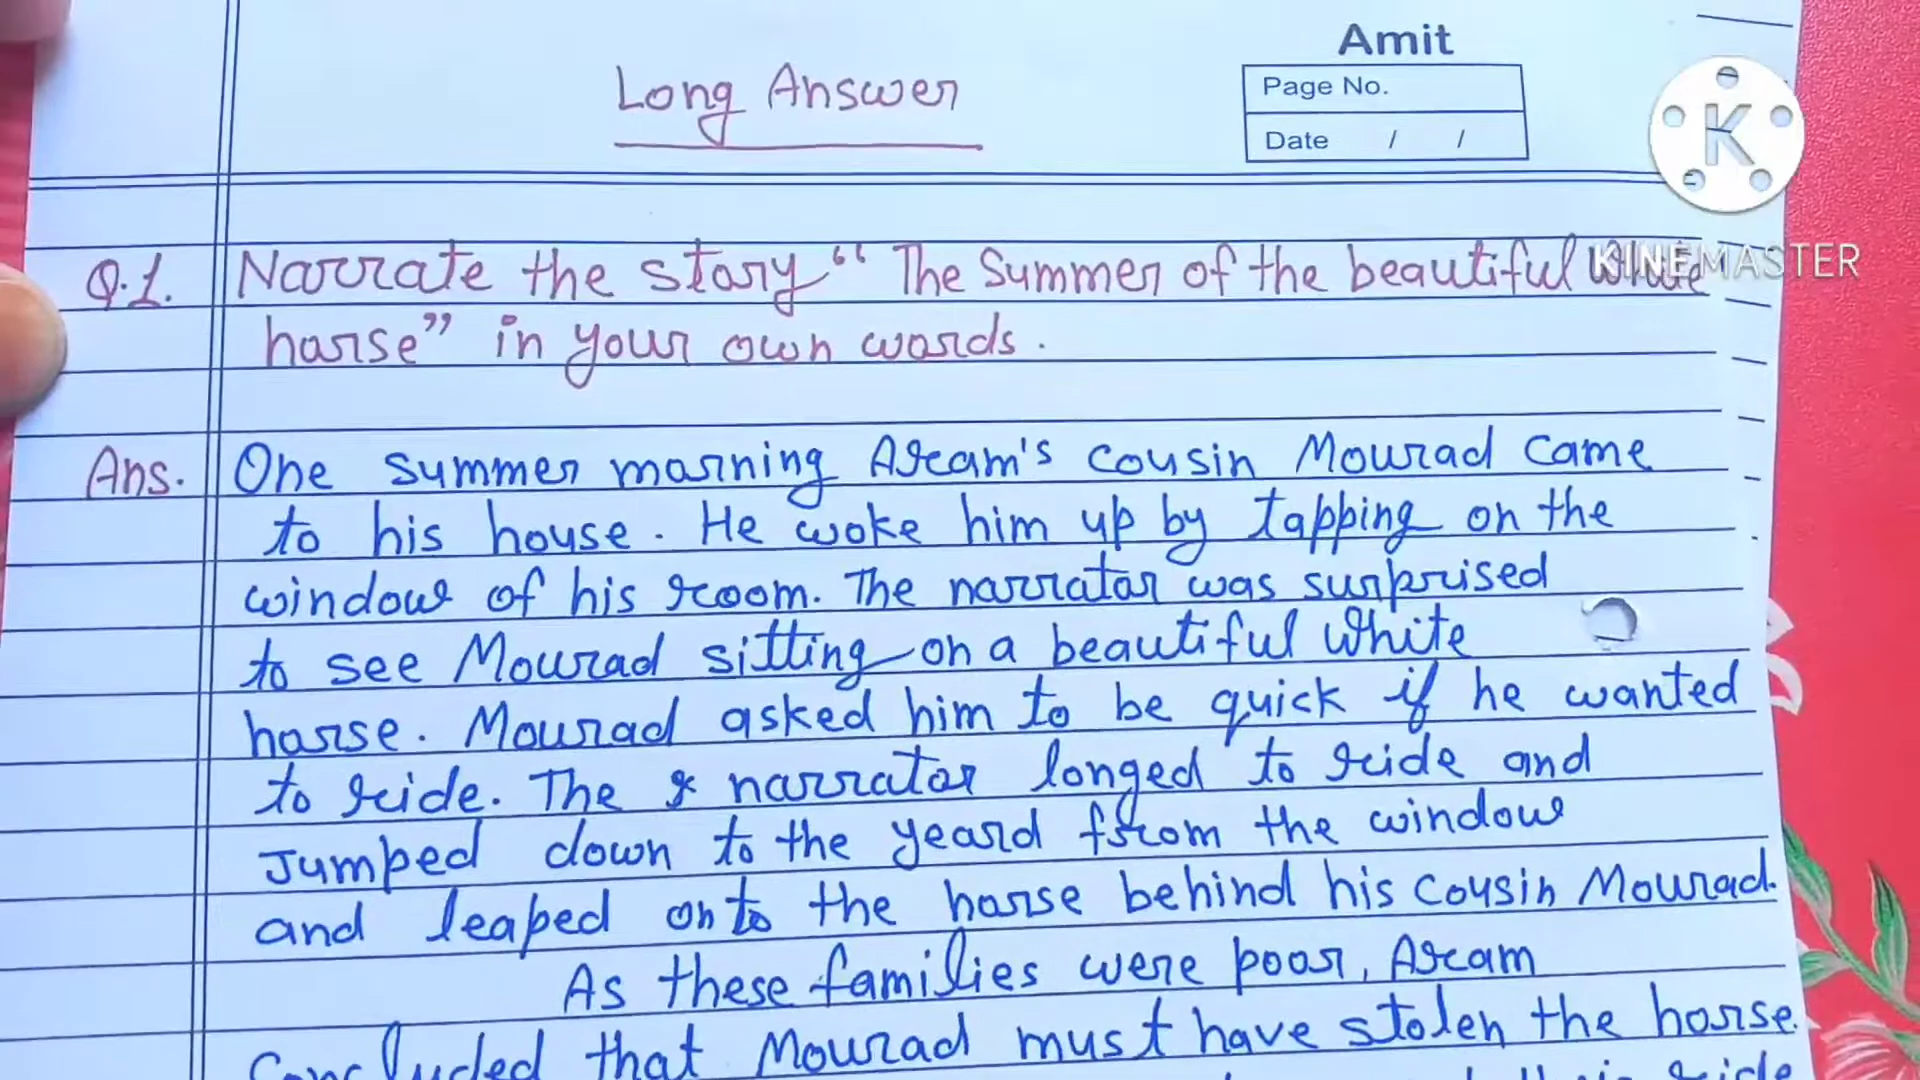 Amit
Long Answer
Page No.
Date / /
K
KINEMASTER
Q.1. Narrate the story “ The Summer of the beautiful White
horse” in your own words.
Ans. One summer morning Aram's cousin Mourad came
to his house. He woke him up by tapping on the
window of his room. The narrator was surprised
to see Mourad sitting on a beautiful White
horse. Mourad asked him to be quick if he wanted
to ride. The narrator longed to ride and
Jumped down to the yeard from the window
and leaped onto the horse behind his cousin Mourad.
As these families were poor, Aram
Concluded that Mourad must have stolen the horse.
ride